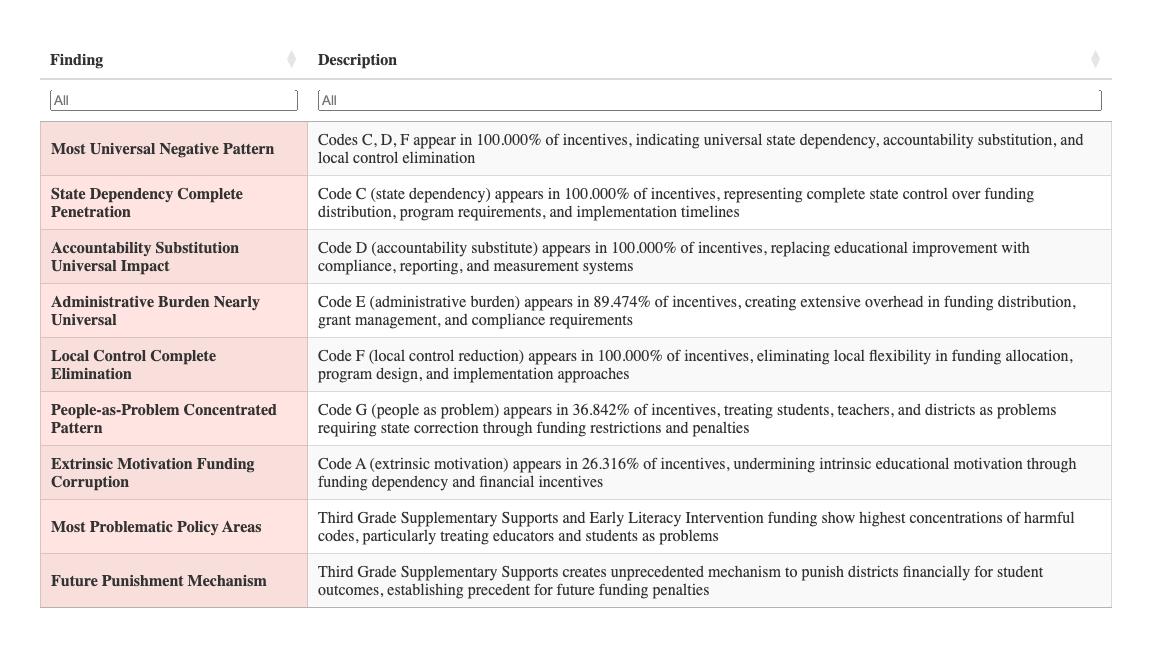 Finding
Description
All
All
Most Universal Negative Pattern
Codes C, D, F appear in 100.000% of incentives, indicating universal state dependency, accountability substitution, and
local control elimination
State Dependency Complete
Penetration
Code C (state dependency) appears in 100.000% of incentives, representing complete state control over funding
distribution, program requirements, and implementation timelines
Accountability Substitution
Universal Impact
Code D (accountability substitute) appears in 100.000% of incentives, replacing educational improvement with
compliance, reporting, and measurement systems
Administrative Burden Nearly
Universal
Code E (administrative burden) appears in 89.474% of incentives, creating extensive overhead in funding distribution,
grant management, and compliance requirements
Local Control Complete
Elimination
Code F (local control reduction) appears in 100.000% of incentives, eliminating local flexibility in funding allocation,
program design, and implementation approaches
People-as-Problem Concentrated
Pattern
Code G (people as problem) appears in 36.842% of incentives, treating students, teachers, and districts as problems
requiring state correction through funding restrictions and penalties
Extrinsic Motivation Funding
Corruption
Code A (extrinsic motivation) appears in 26.316% of incentives, undermining intrinsic educational motivation through
funding dependency and financial incentives
Most Problematic Policy Areas
Third Grade Supplementary Supports and Early Literacy Intervention funding show highest concentrations of harmful
codes, particularly treating educators and students as problems
Future Punishment Mechanism
Third Grade Supplementary Supports creates unprecedented mechanism to punish districts financially for student
outcomes, establishing precedent for future funding penalties